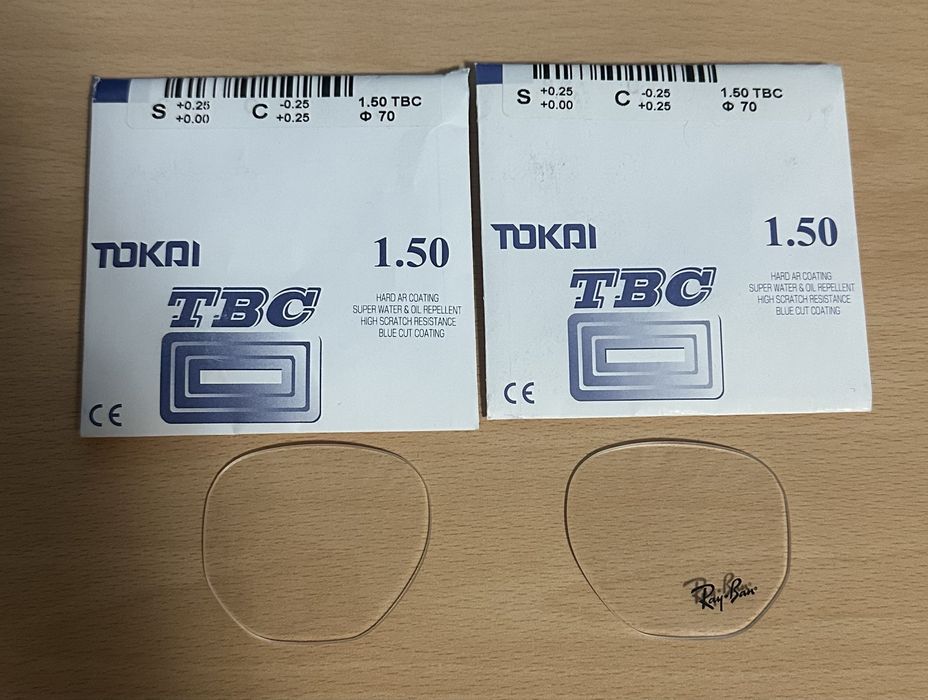 S +0.25 C -0.25 1.50 TBC
+0.00 +0.25 Φ 70
TOKAI 1.50
TBC
HARD AR COATING
SUPER WATER & OIL REPELLENT
HIGH SCRATCH RESISTANCE
BLUE CUT COATING
CE
S +0.25 C -0.25 1.50 TBC
+0.00 +0.25 Φ 70
TOKAI 1.50
TBC
HARD AR COATING
SUPER WATER & OIL REPELLENT
HIGH SCRATCH RESISTANCE
BLUE CUT COATING
CE
Ray-Ban